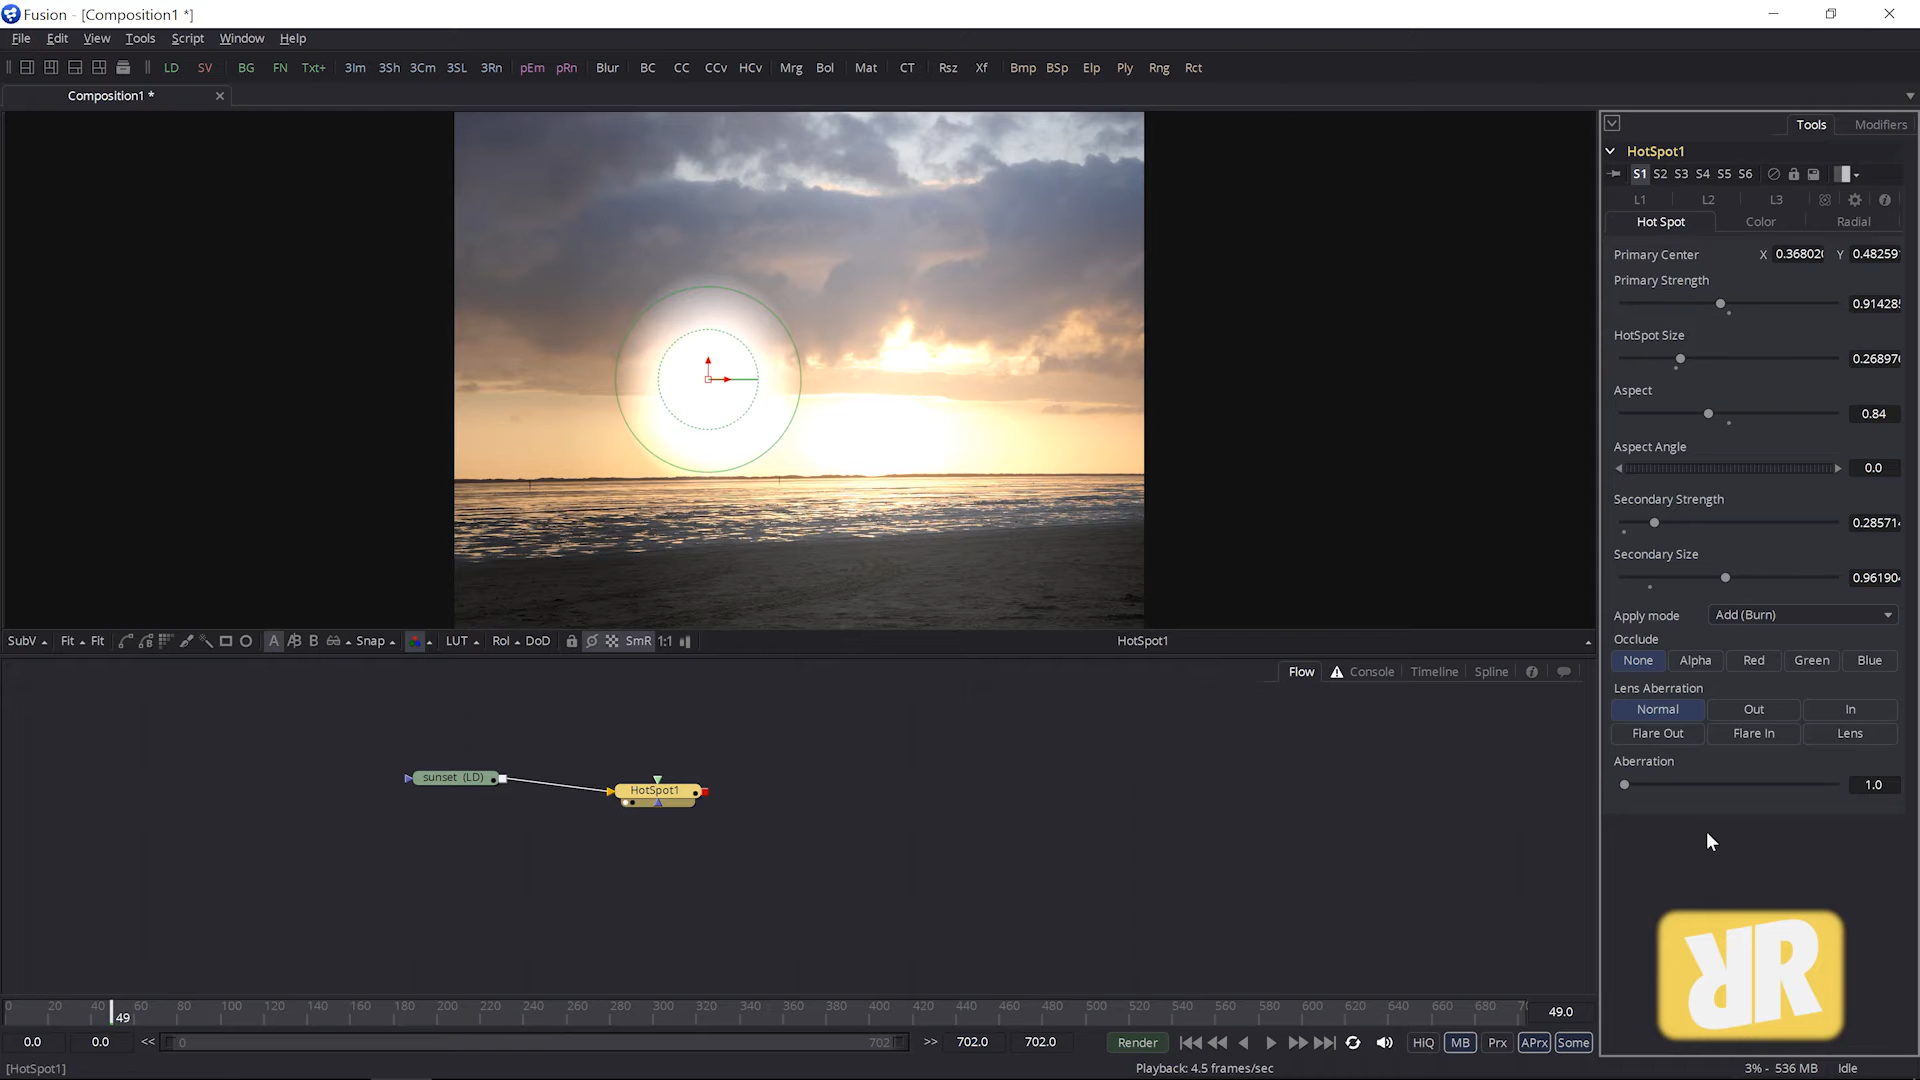 Fusion - [Composition1 *]
File Edit View Tools Script Window Help
LD SV BG FN Txt+ 3Im 3Sh 3Cm 3SL 3Rn pEm pRn Blur BC CC CCv HCv Mrg Bol Mat CT Rsz Xf Bmp BSp Elp Ply Rng Rct
Composition1 *
Tools Modifiers
HotSpot1
S1 S2 S3 S4 S5 S6
L1 L2 L3
Hot Spot Color Radial
Primary Center X 0.36802 Y 0.48259
Primary Strength
0.91428
HotSpot Size
0.26897
Aspect
0.84
Aspect Angle
0.0
Secondary Strength
0.28571
Secondary Size
0.96190
Apply mode Add (Burn)
Occlude
None Alpha Red Green Blue
Lens Aberration
Normal Out In
Flare Out Flare In Lens
Aberration
1.0
SubV Fit Fit A B Snap LUT RoI DoD SmR 1:1 HotSpot1
Flow Console Timeline Spline
sunset (LD)
HotSpot1
0 20 40 60 80 100 120 140 160 180 200 220 240 260 280 300 320 340 360 380 400 420 440 460 480 500 520 540 560 580 600 620 640 660 680
49
49.0
0.0 0.0 << 0 702 >> 702.0 702.0 Render HiQ MB Prx APrx Some
[HotSpot1] Playback: 4.5 frames/sec 3% - 536 MB Idle